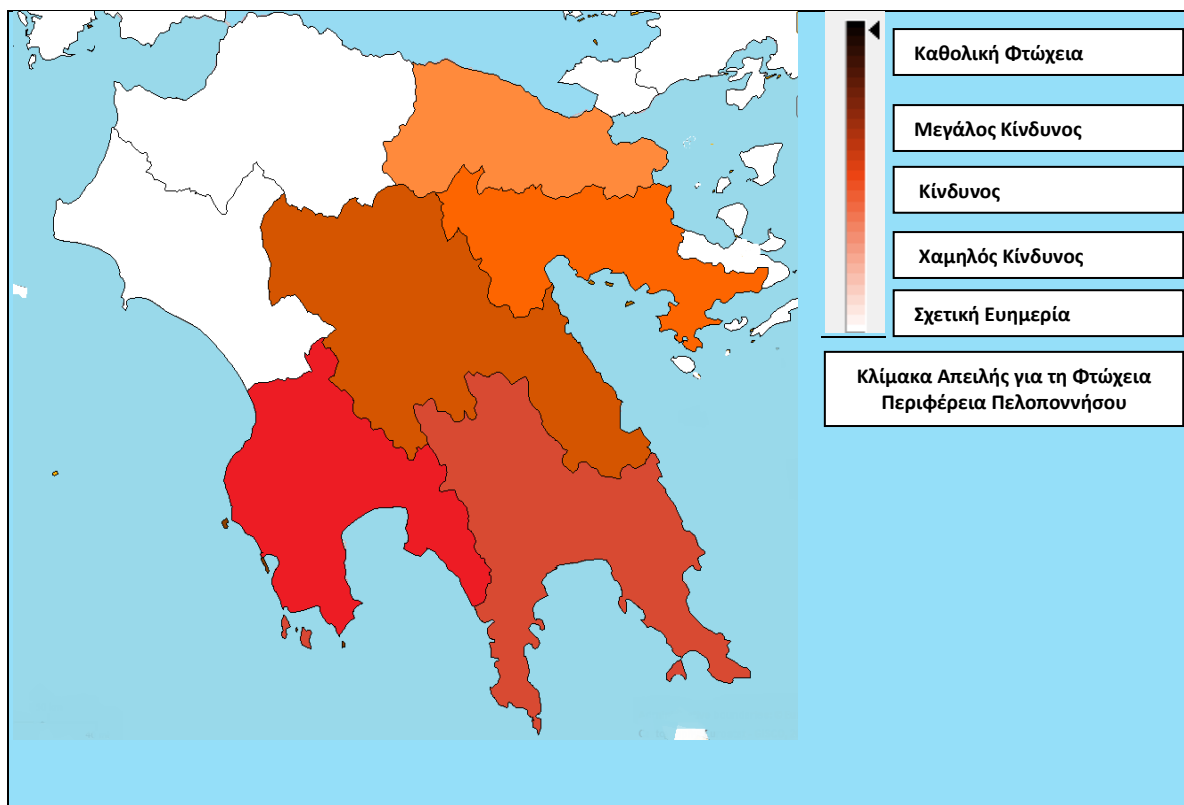 Καθολική Φτώχεια
Μεγάλος Κίνδυνος
Κίνδυνος
Χαμηλός Κίνδυνος
Σχετική Ευημερία
Κλίμακα Απειλής για τη Φτώχεια
Περιφέρεια Πελοποννήσου